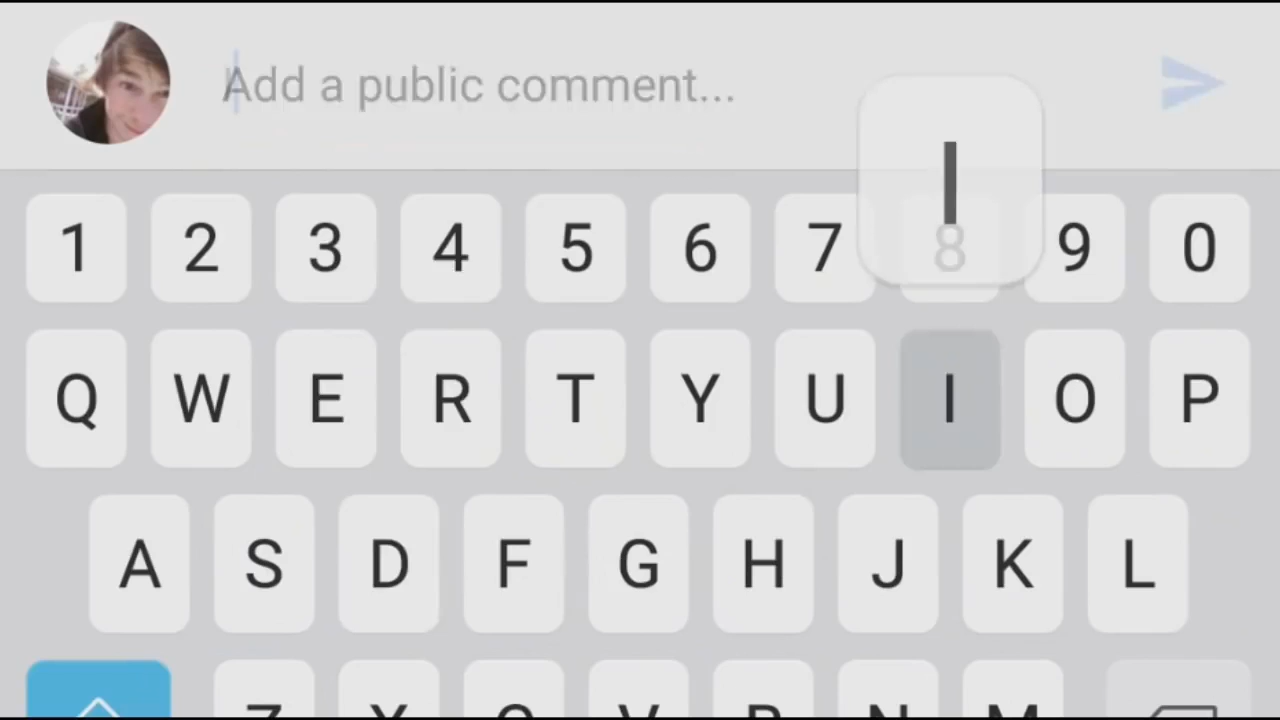 Add a public comment...
I
1 2 3 4 5 6 7 8 9 0
Q W E R T Y U I O P
A S D F G H J K L
Z X C V B N M